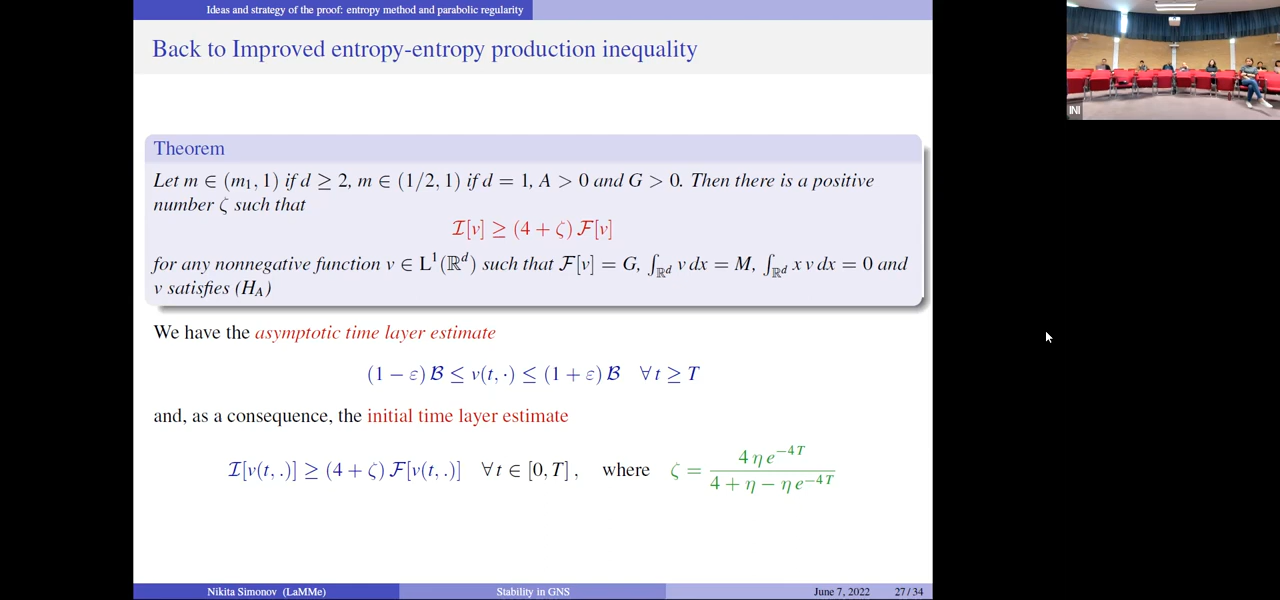 Ideas and strategy of the proof: entropy method and parabolic regularity
Back to Improved entropy-entropy production inequality
Theorem
Let m ∈ (m₁, 1) if d ≥ 2, m ∈ (1/2, 1) if d = 1, A > 0 and G > 0. Then there is a positive
number ζ such that
ℐ[v] ≥ (4 + ζ) ℱ[v]
for any nonnegative function v ∈ L¹(ℝᵈ) such that ℱ[v] = G, ∫_{ℝᵈ} v dx = M, ∫_{ℝᵈ} x v dx = 0 and
v satisfies (H_A)
We have the asymptotic time layer estimate
(1 − ε) ℬ ≤ v(t, ·) ≤ (1 + ε) ℬ ∀ t ≥ T
and, as a consequence, the initial time layer estimate
ℐ[v(t, .)] ≥ (4 + ζ) ℱ[v(t, .)] ∀ t ∈ [0, T] , where ζ = \frac{4 η e^{−4 T}}{4 + η − η e^{−4 T}}
Nikita Simonov (LaMMe) Stability in GNS June 7, 2022 27 / 34
INI